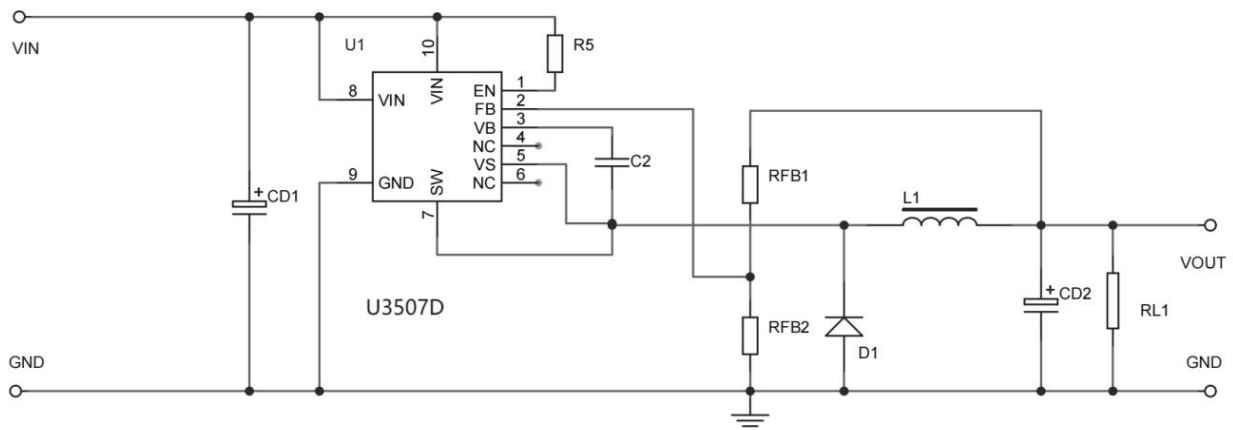 VIN
U1
10
R5
8
VIN
VIN
EN
1
FB
2
VB
3
NC
4
VS
5
NC
6
9
GND
SW
7
C2
+
CD1
RFB1
L1
VOUT
U3507D
RFB2
D1
+
CD2
RL1
GND
GND